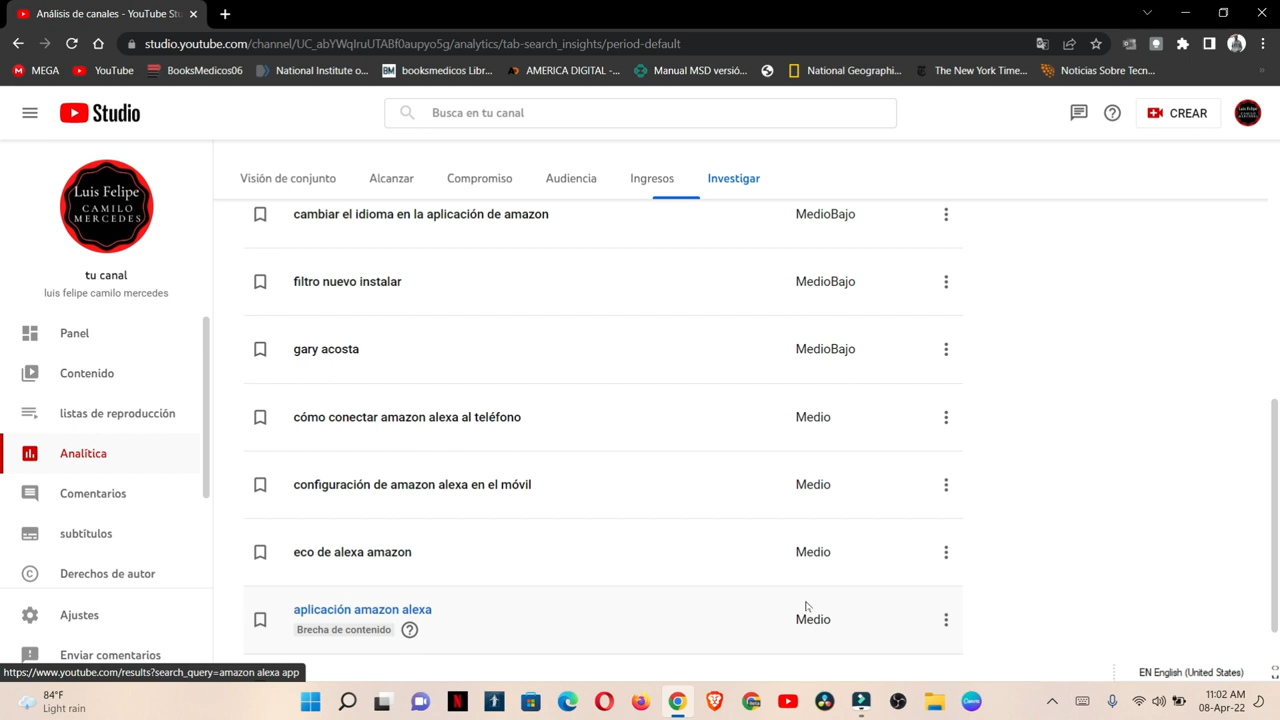 Análisis de canales - YouTube Stu
studio.youtube.com/channel/UC_abYWqIruUTABf0aupyo5g/analytics/tab-search_insights/period-default
MEGA
YouTube
BooksMedicos06
National Institute o...
booksmedicos Libr...
AMERICA DIGITAL -...
Manual MSD versió...
National Geographi...
The New York Time...
Noticias Sobre Tecn...
Studio
Busca en tu canal
CREAR
Luis Felipe
CAMILO
MERCEDES
Visión de conjunto
Alcanzar
Compromiso
Audiencia
Ingresos
Investigar
Luis Felipe
CAMILO
MERCEDES
tu canal
luis felipe camilo mercedes
Panel
Contenido
listas de reproducción
Analítica
Comentarios
subtítulos
Derechos de autor
Ajustes
Enviar comentarios
cambiar el idioma en la aplicación de amazon MedioBajo
filtro nuevo instalar MedioBajo
gary acosta MedioBajo
cómo conectar amazon alexa al teléfono Medio
configuración de amazon alexa en el móvil Medio
eco de alexa amazon Medio
aplicación amazon alexa Medio
Brecha de contenido
https://www.youtube.com/results?search_query=amazon alexa app
EN English (United States)
84°F
Light rain
11:02 AM
08-Apr-22